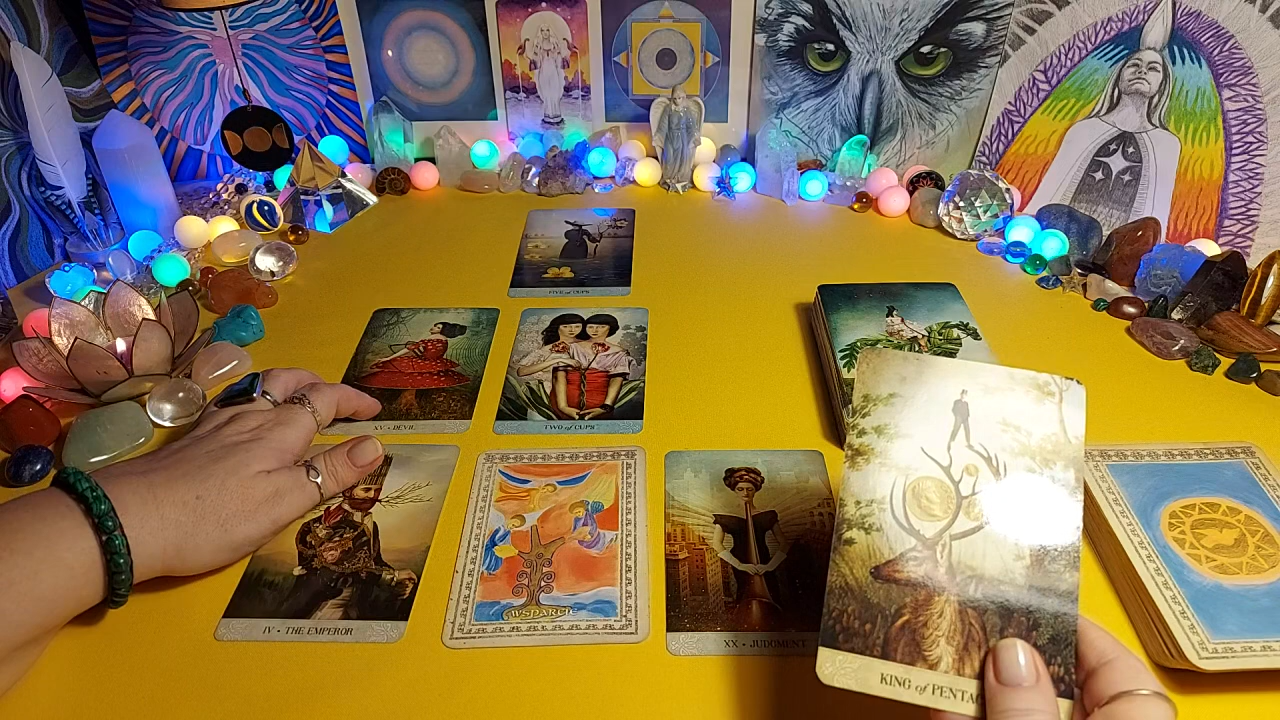 FIVE of CUPS
XV • DEVIL
TWO of CUPS
IV • THE EMPEROR
WSPARCIE
XX • JUDGMENT
KING of PENTAC